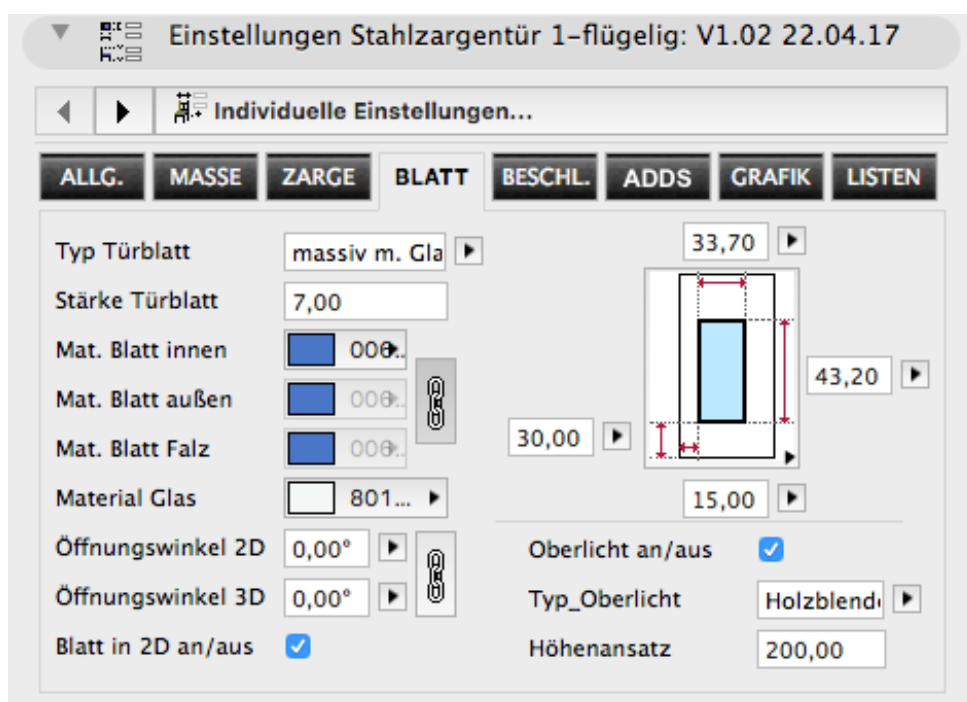 Einstellungen Stahlzargentür 1-flügelig: V1.02 22.04.17
Individuelle Einstellungen...
ALLG. MASSE ZARGE BLATT BESCHL. ADDS GRAFIK LISTEN
Typ Türblatt massiv m. Gla
Stärke Türblatt 7,00
Mat. Blatt innen
Mat. Blatt außen
Mat. Blatt Falz
Material Glas 801...
Öffnungswinkel 2D 0,00°
Öffnungswinkel 3D 0,00°
Blatt in 2D an/aus
33,70
43,20
30,00
15,00
Oberlicht an/aus
Typ_Oberlicht
Höhenansatz 200,00